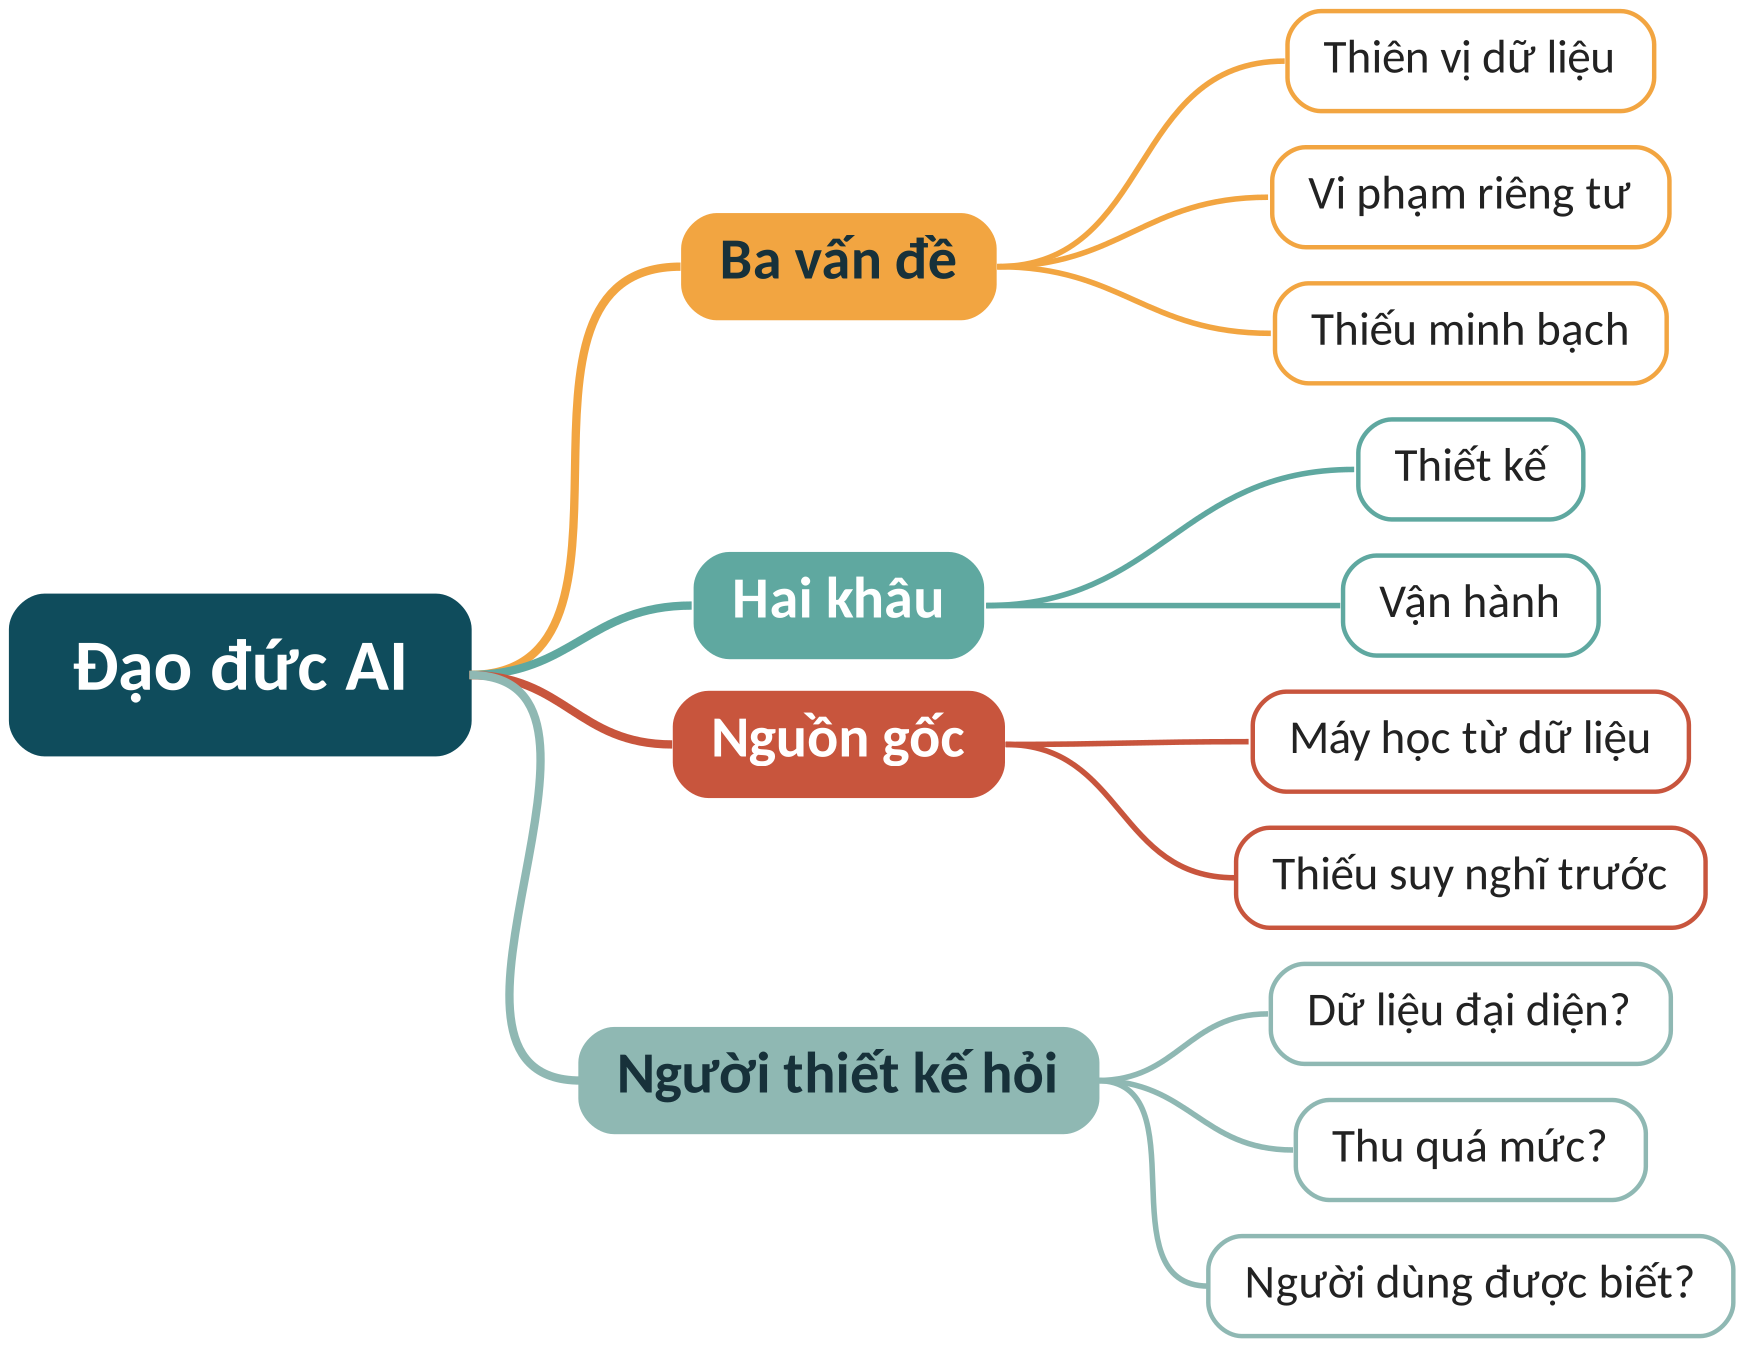 Đạo đức AI
Ba vấn đề
Thiên vị dữ liệu
Vi phạm riêng tư
Thiếu minh bạch
Hai khâu
Thiết kế
Vận hành
Nguồn gốc
Máy học từ dữ liệu
Thiếu suy nghĩ trước
Người thiết kế hỏi
Dữ liệu đại diện?
Thu quá mức?
Người dùng được biết?